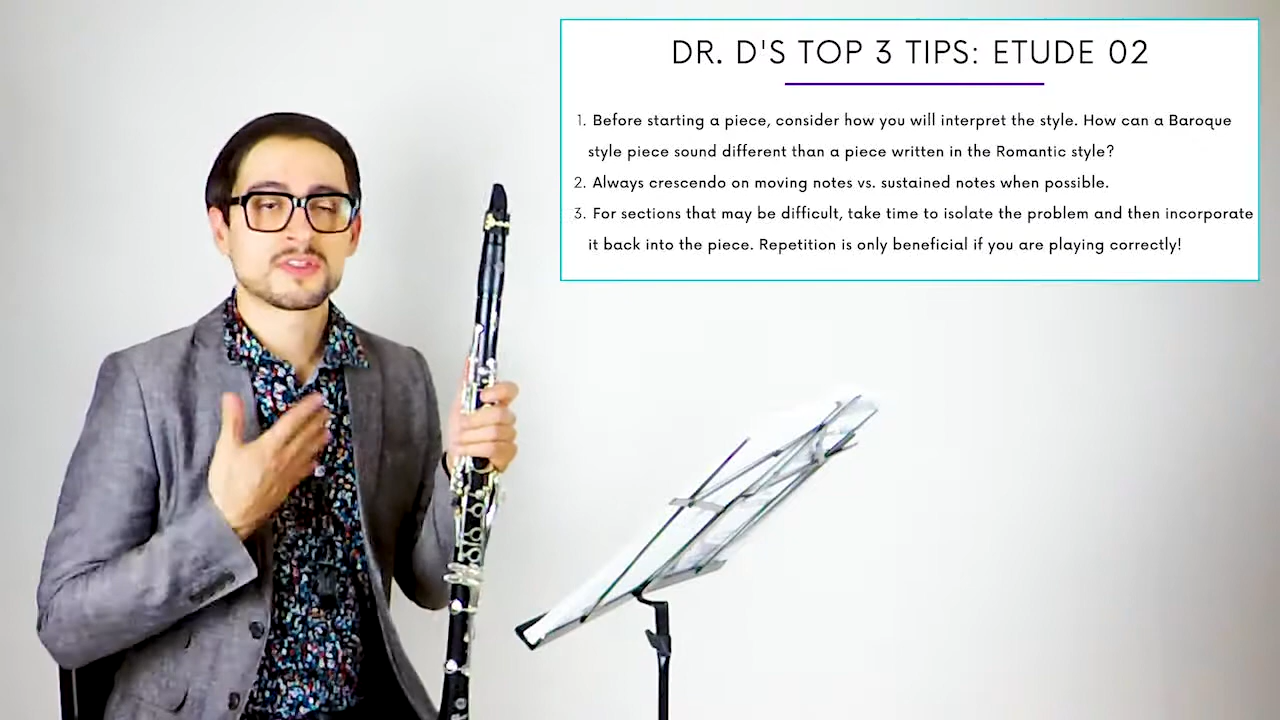 DR. D'S TOP 3 TIPS: ETUDE 02
1. Before starting a piece, consider how you will interpret the style. How can a Baroque
style piece sound different than a piece written in the Romantic style?
2. Always crescendo on moving notes vs. sustained notes when possible.
3. For sections that may be difficult, take time to isolate the problem and then incorporate
it back into the piece. Repetition is only beneficial if you are playing correctly!